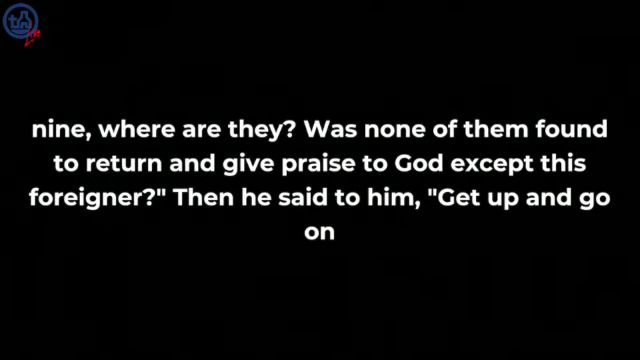 nine, where are they? Was none of them found
to return and give praise to God except this
foreigner?" Then he said to him, "Get up and go
on